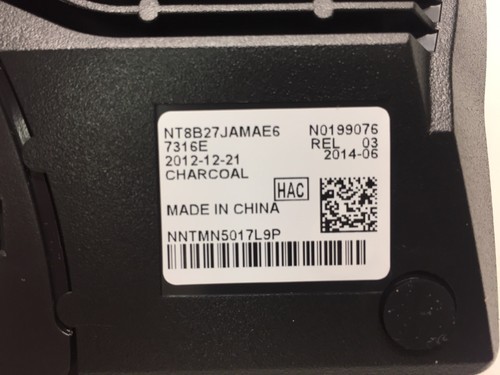 NT8B27JAMAE6 N0199076
7316E REL 03
2012-12-21 2014-06
CHARCOAL
HAC
MADE IN CHINA
NNTMN5017L9P